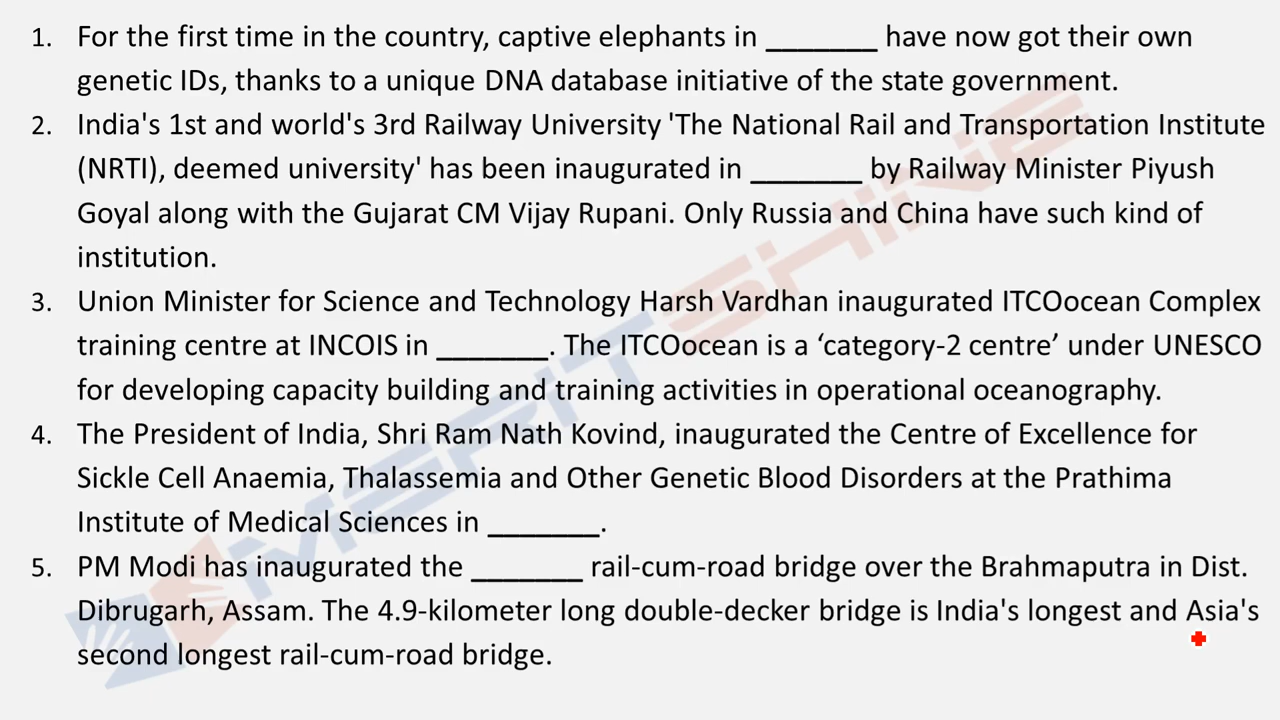 1. For the first time in the country, captive elephants in _______ have now got their own
genetic IDs, thanks to a unique DNA database initiative of the state government.
2. India's 1st and world's 3rd Railway University 'The National Rail and Transportation Institute
(NRTI), deemed university' has been inaugurated in _______ by Railway Minister Piyush
Goyal along with the Gujarat CM Vijay Rupani. Only Russia and China have such kind of
institution.
3. Union Minister for Science and Technology Harsh Vardhan inaugurated ITCOocean Complex
training centre at INCOIS in _______. The ITCOocean is a ‘category-2 centre’ under UNESCO
for developing capacity building and training activities in operational oceanography.
4. The President of India, Shri Ram Nath Kovind, inaugurated the Centre of Excellence for
Sickle Cell Anaemia, Thalassemia and Other Genetic Blood Disorders at the Prathima
Institute of Medical Sciences in _______.
5. PM Modi has inaugurated the _______ rail-cum-road bridge over the Brahmaputra in Dist.
Dibrugarh, Assam. The 4.9-kilometer long double-decker bridge is India's longest and Asia's
second longest rail-cum-road bridge.
MERITSHINE